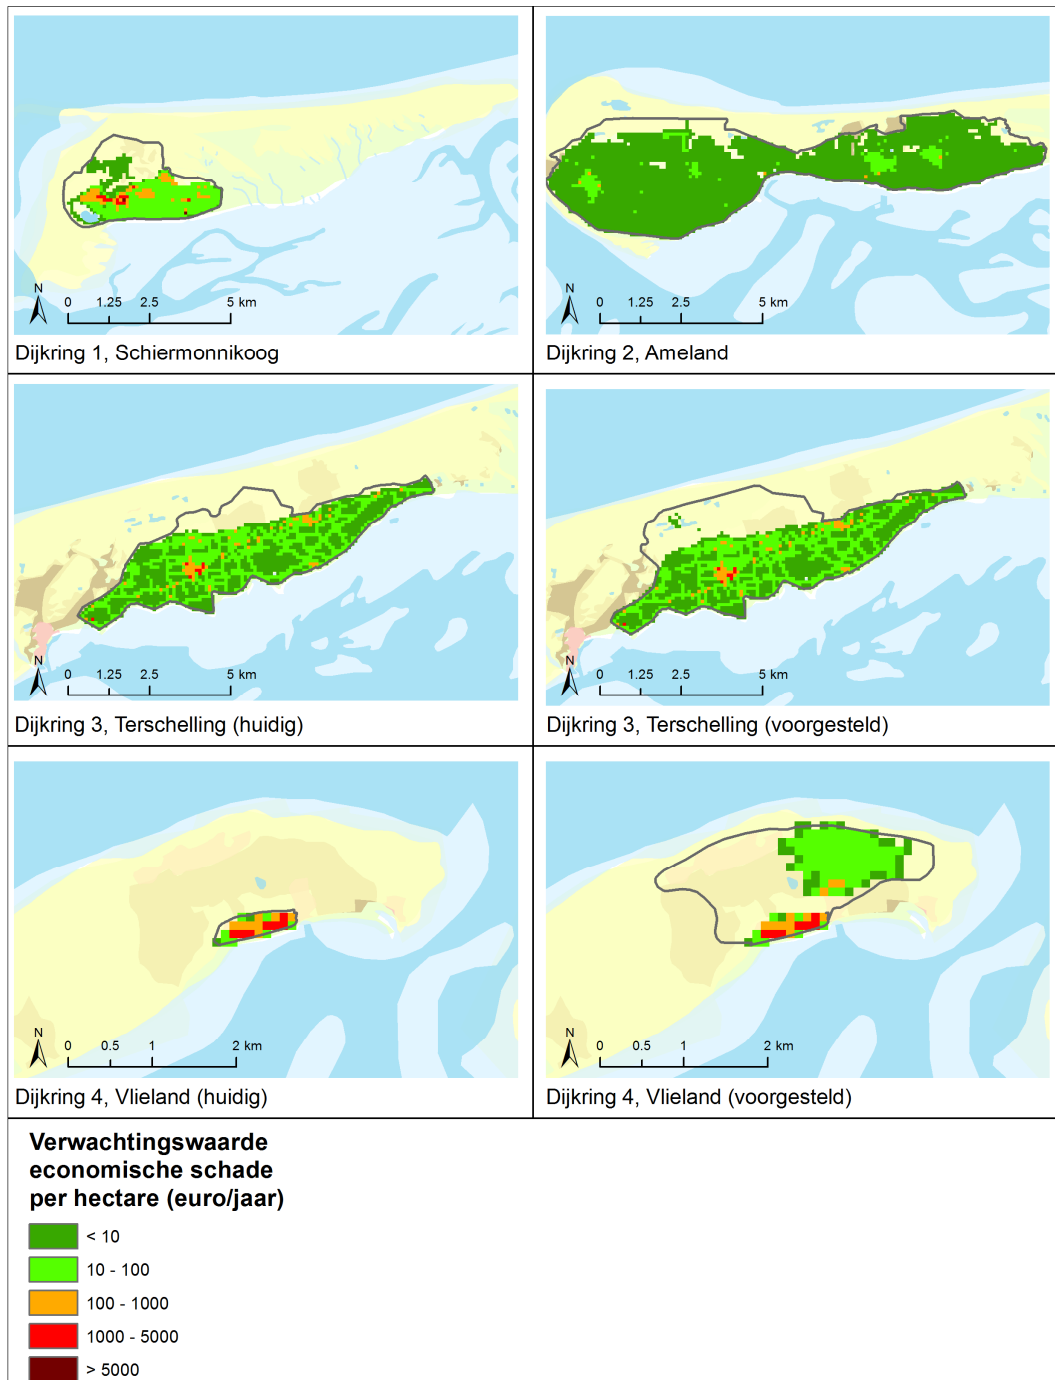 N
0 1.25 2.5 5 km
Dijkring 1, Schiermonnikoog
N
0 1.25 2.5 5 km
Dijkring 2, Ameland
N
0 1.25 2.5 5 km
Dijkring 3, Terschelling (huidig)
N
0 1.25 2.5 5 km
Dijkring 3, Terschelling (voorgesteld)
N
0 0.5 1 2 km
Dijkring 4, Vlieland (huidig)
N
0 0.5 1 2 km
Dijkring 4, Vlieland (voorgesteld)
Verwachtingswaarde
economische schade
per hectare (euro/jaar)
< 10
10 - 100
100 - 1000
1000 - 5000
> 5000